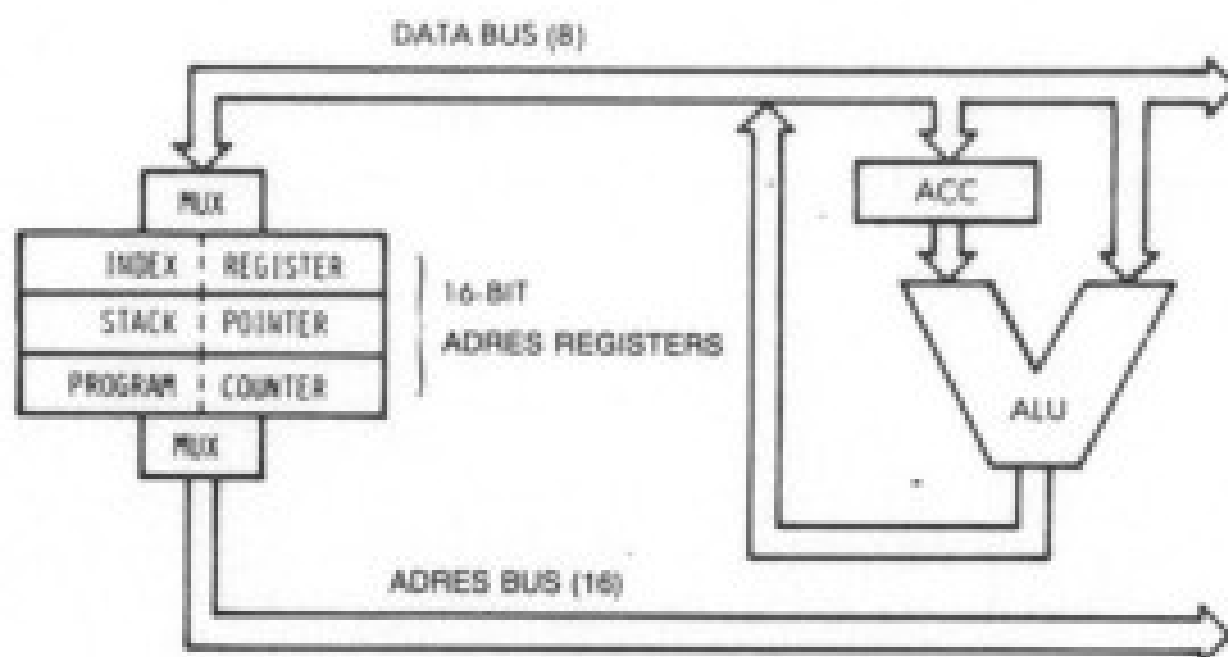 DATA BUS (8)
MUX
ACC
INDEX REGISTER
STACK POINTER
PROGRAM COUNTER
16-BIT
ADRES REGISTERS
ALU
MUX
ADRES BUS (16)